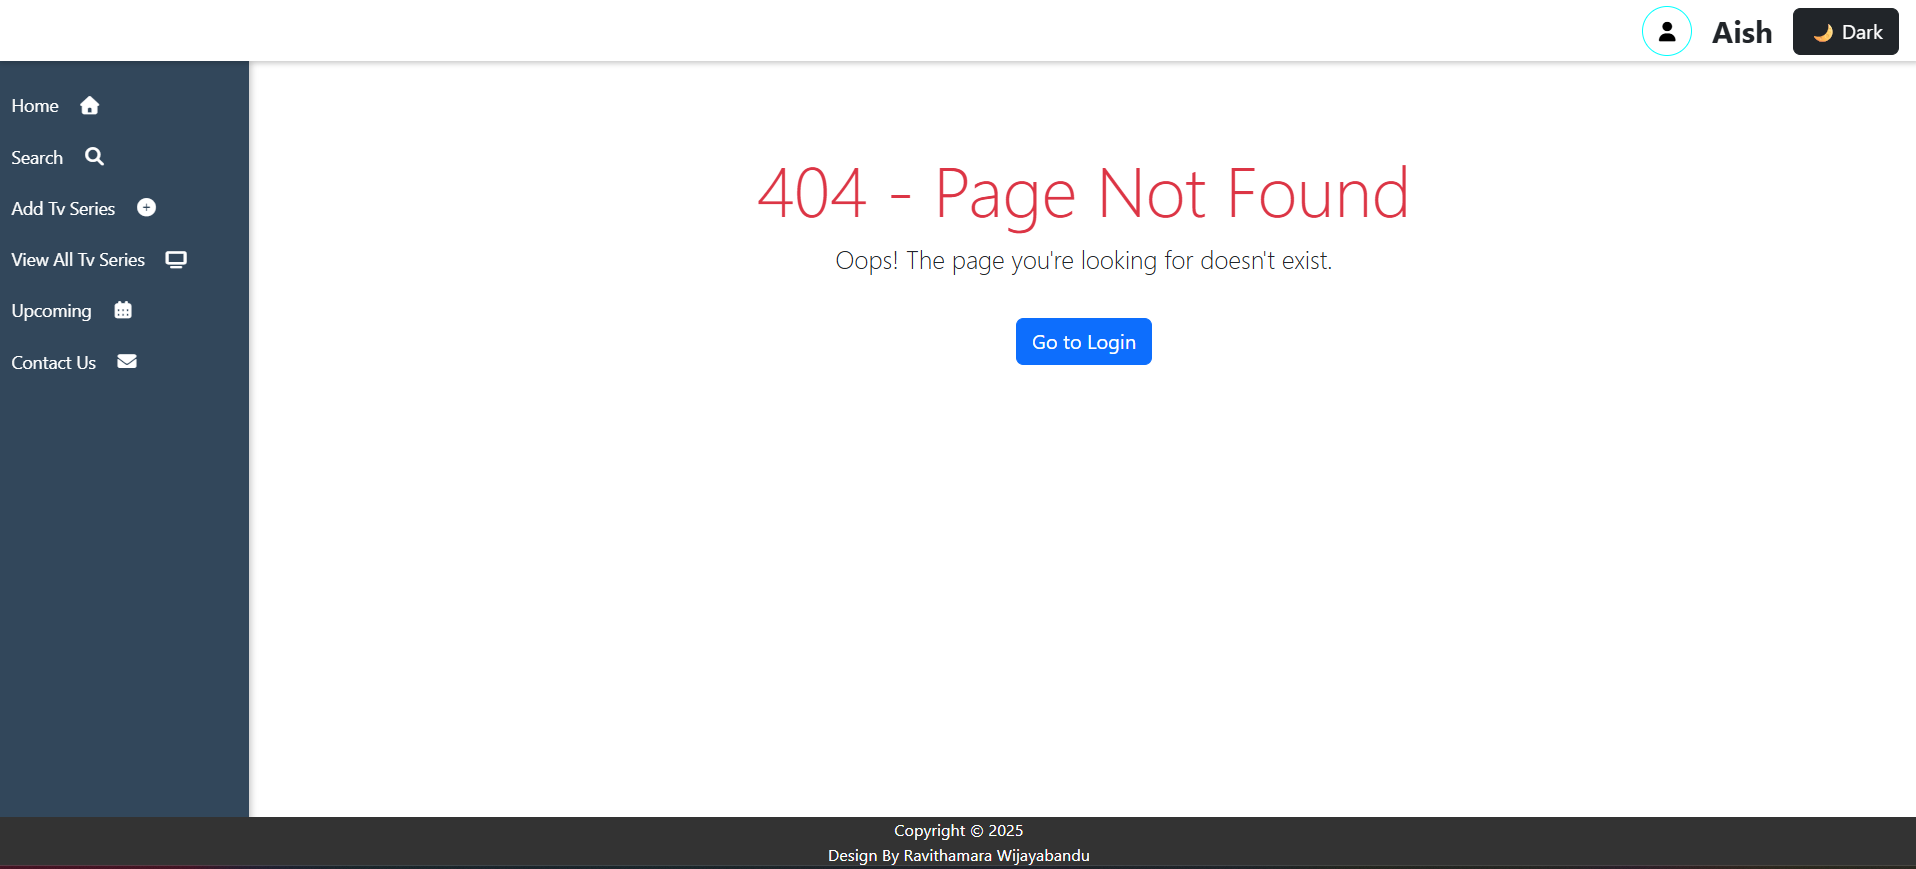 Aish
Dark
Home
Search
Add Tv Series
View All Tv Series
Upcoming
Contact Us
404 - Page Not Found
Oops! The page you're looking for doesn't exist.
Go to Login
Copyright © 2025
Design By Ravithamara Wijayabandu